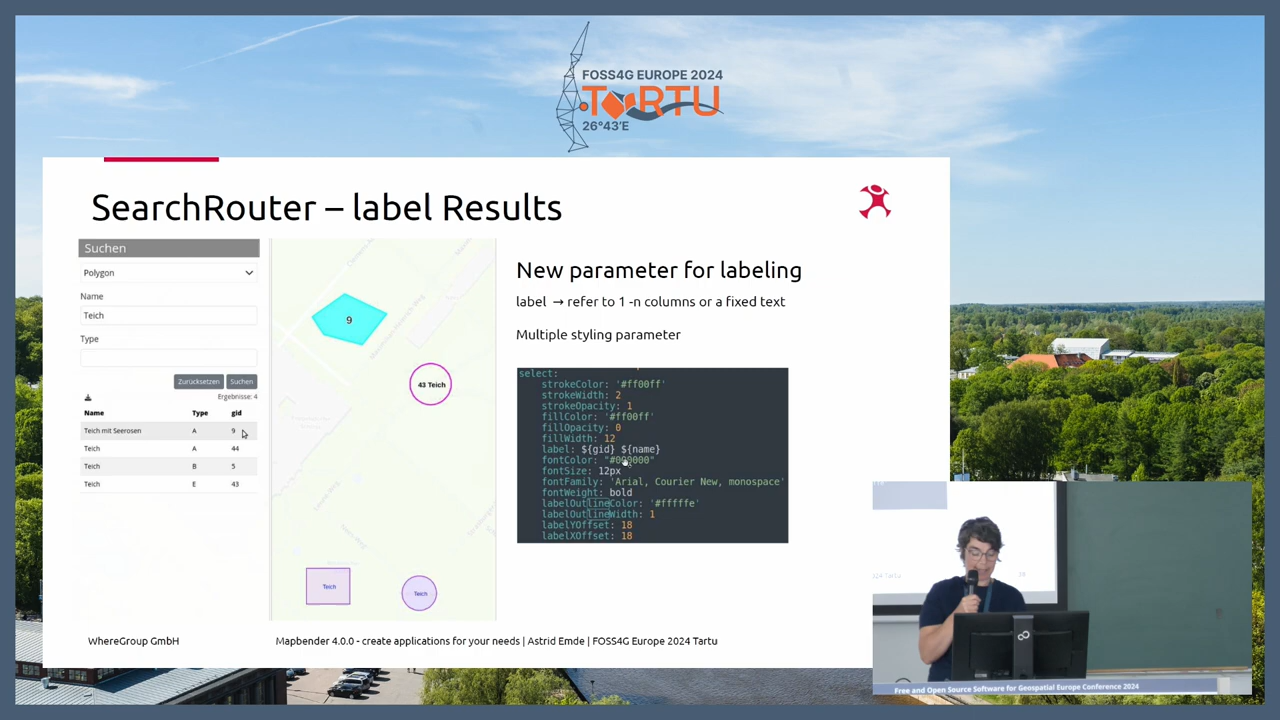 FOSS4G EUROPE 2024
TARTU
26°43'E
SearchRouter – label Results
Suchen
Polygon
Name
Teich
Type
Zurücksetzen Suchen
Ergebnisse: 4
Name Type gid
Teich mit Seerosen A 9
Teich A 44
Teich B 5
Teich E 43
9
43 Teich
Teich
Teich
New parameter for labeling
label → refer to 1 -n columns or a fixed text
Multiple styling parameter
select:
strokeColor: '#ff00ff'
strokeWidth: 2
strokeOpacity: 1
fillColor: '#ff00ff'
fillOpacity: 0
fillWidth: 12
label: ${gid} ${name}
fontColor: "#000000"
fontSize: 12px
fontFamily: 'Arial, Courier New, monospace'
fontWeight: bold
labelOutlineColor: '#fffffe'
labelOutlineWidth: 1
labelYOffset: 18
labelXOffset: 18
WhereGroup GmbH
Mapbender 4.0.0 - create applications for your needs | Astrid Emde | FOSS4G Europe 2024 Tartu
Free and Open Source Software for Geospatial Europe Conference 2024